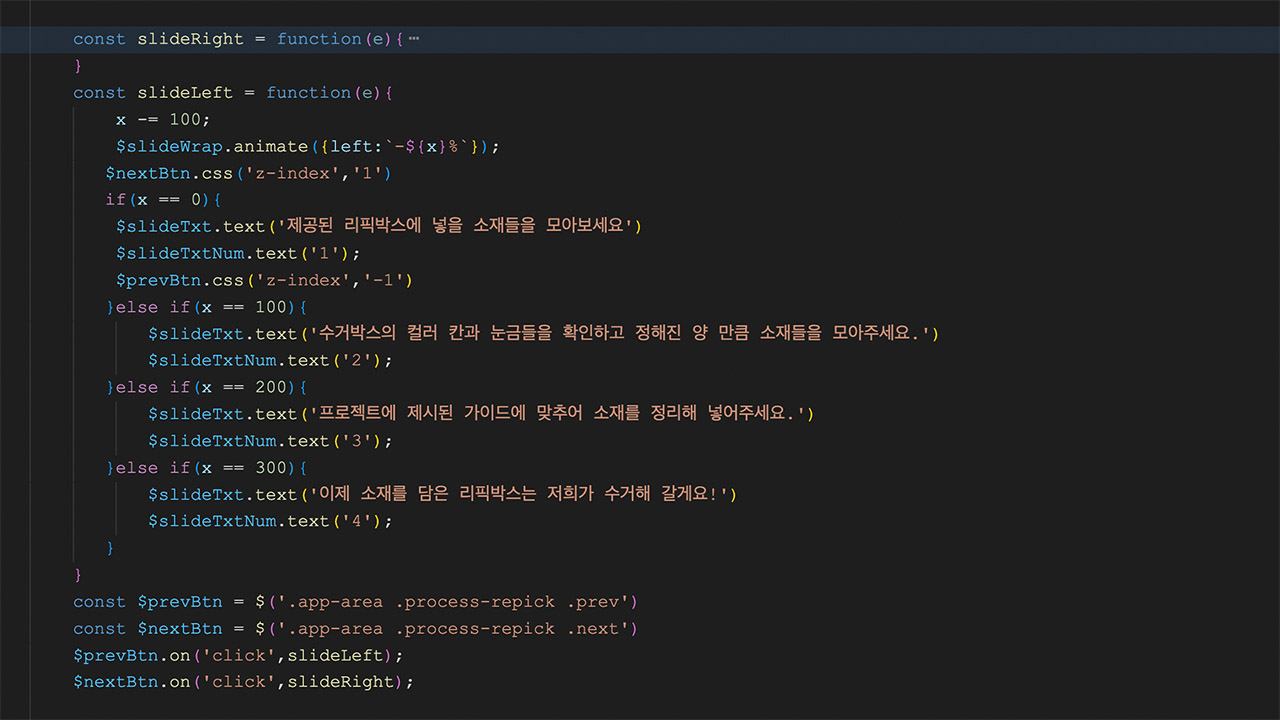 const slideRight = function(e){⋯
}
const slideLeft = function(e){
x -= 100;
$slideWrap.animate({left:`-${x}%`});
$nextBtn.css('z-index','1')
if(x == 0){
$slideTxt.text('제공된 리픽박스에 넣을 소재들을 모아보세요')
$slideTxtNum.text('1');
$prevBtn.css('z-index','-1')
}else if(x == 100){
$slideTxt.text('수거박스의 컬러 칸과 눈금들을 확인하고 정해진 양 만큼 소재들을 모아주세요.')
$slideTxtNum.text('2');
}else if(x == 200){
$slideTxt.text('프로젝트에 제시된 가이드에 맞추어 소재를 정리해 넣어주세요.')
$slideTxtNum.text('3');
}else if(x == 300){
$slideTxt.text('이제 소재를 담은 리픽박스는 저희가 수거해 갈게요!')
$slideTxtNum.text('4');
}
}
const $prevBtn = $('.app-area .process-repick .prev')
const $nextBtn = $('.app-area .process-repick .next')
$prevBtn.on('click',slideLeft);
$nextBtn.on('click',slideRight);